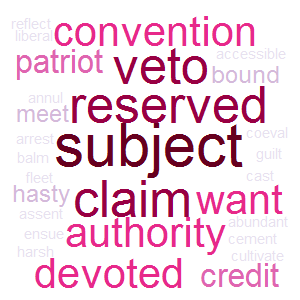 reflect
convention
liberal
patriot
veto
accessible
bound
annul
reserved
meet
arrest
subject
coeval
balm
guilt
fleet
claim
want
cast
hasty
assent
authority
abundant
ensue
cement
harsh
devoted
credit
cultivate